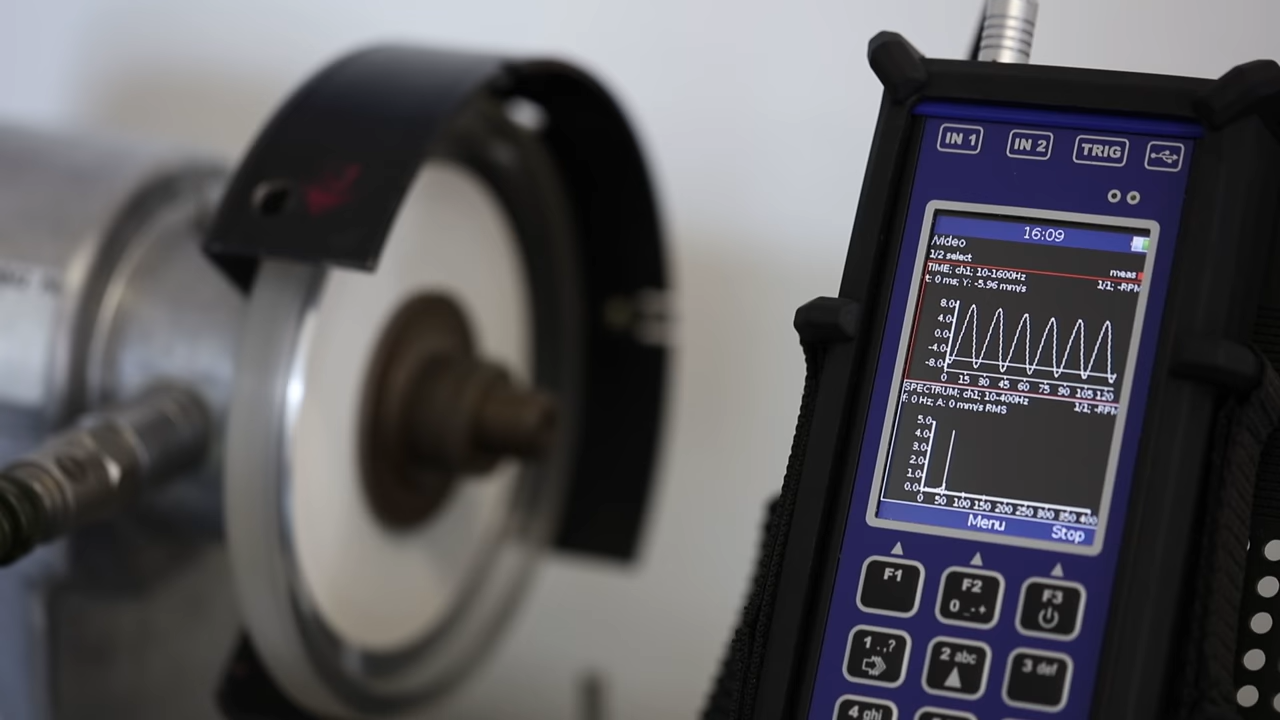 IN 1 IN 2 TRIG
16:09
/video
1/2 select
meas
TIME; ch1; 10-1600Hz
1/1; -RPM
t: 0 ms; Y: -5.96 mm/s
8.0
4.0
0.0
-4.0
-8.0
0 15 30 45 60 75 90 105 120
SPECTRUM; ch1; 10-400Hz
1/1; -RPM
f: 0 Hz; A: 0 mm/s RMS
5.0
4.0
3.0
2.0
1.0
0.0
0 50 100 150 200 250 300 350 400
Menu Stop
F1 F2 F3
0 _-+
1 .,? 2 abc 3 def
4 ghi